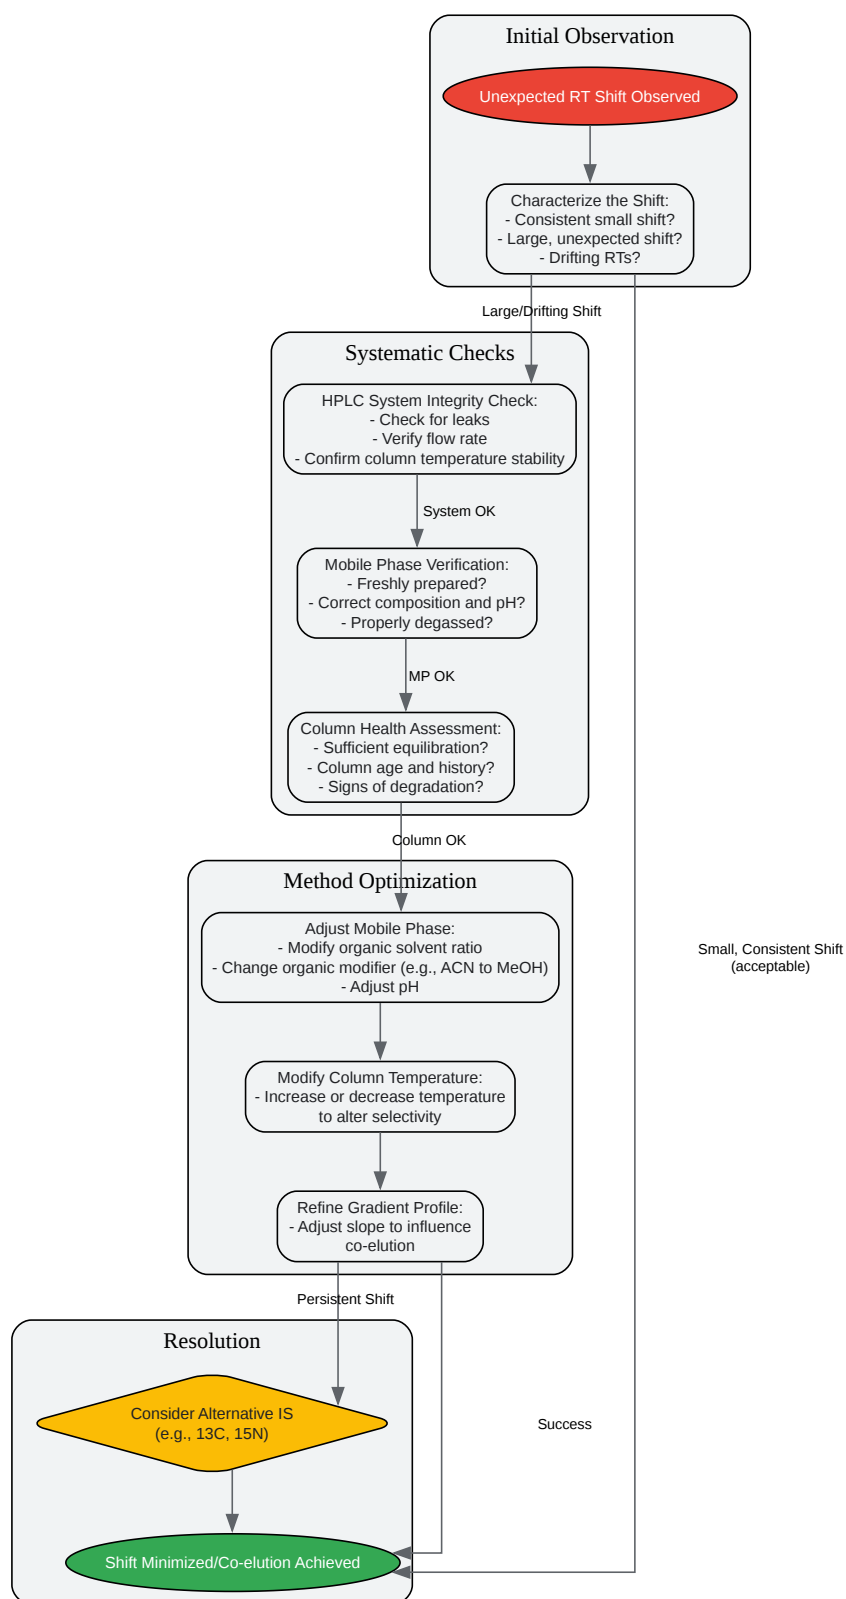 Initial Observation
Unexpected RT Shift Observed
Characterize the Shift:
- Consistent small shift?
- Large, unexpected shift?
- Drifting RTs?
Large/Drifting Shift
Systematic Checks
HPLC System Integrity Check:
- Check for leaks
- Verify flow rate
- Confirm column temperature stability
System OK
Mobile Phase Verification:
- Freshly prepared?
- Correct composition and pH?
- Properly degassed?
MP OK
Column Health Assessment:
- Sufficient equilibration?
- Column age and history?
- Signs of degradation?
Column OK
Method Optimization
Adjust Mobile Phase:
- Modify organic solvent ratio
- Change organic modifier (e.g., ACN to MeOH)
- Adjust pH
Small, Consistent Shift
(acceptable)
Modify Column Temperature:
- Increase or decrease temperature
to alter selectivity
Refine Gradient Profile:
- Adjust slope to influence
co-elution
Persistent Shift
Resolution
Consider Alternative IS
(e.g., 13C, 15N)
Success
Shift Minimized/Co-elution Achieved